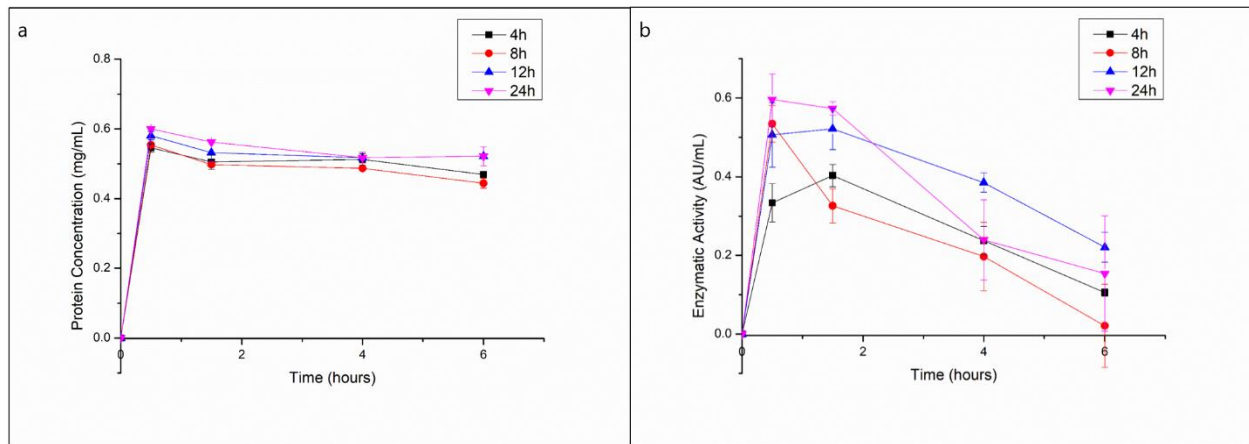 a
4h
8h
12h
24h
0.8
0.6
0.4
0.2
0.0
0
2
4
6
Protein Concentration (mg/mL)
Time (hours)
b
4h
8h
12h
24h
0.6
0.4
0.2
0.0
0
2
4
6
Enzymatic Activity (AU/mL)
Time (hours)